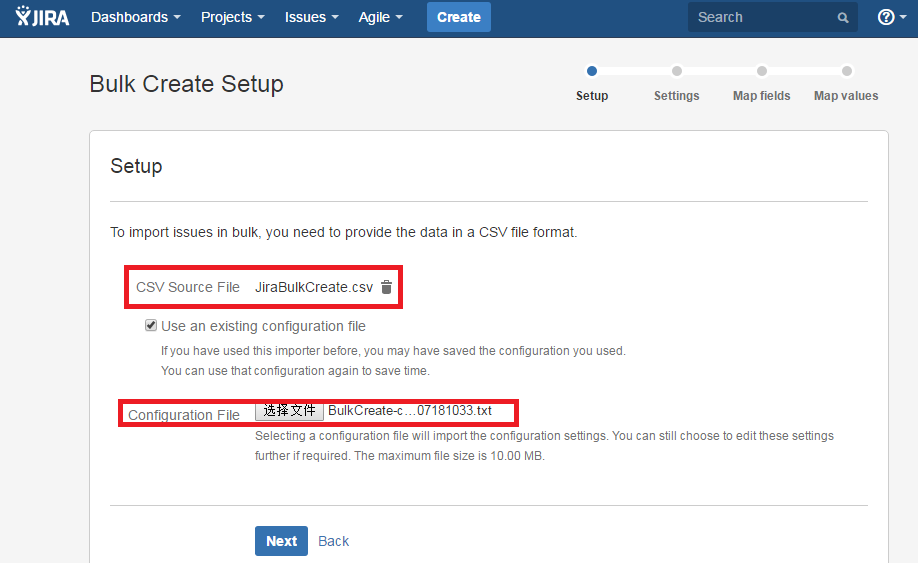 JIRA Dashboards Projects Issues Agile Create Search ?
Bulk Create Setup
Setup Settings Map fields Map values
Setup
To import issues in bulk, you need to provide the data in a CSV file format.
CSV Source File JiraBulkCreate.csv
Use an existing configuration file
If you have used this importer before, you may have saved the configuration you used.
You can use that configuration again to save time.
Configuration File 选择文件 BulkCreate-c…07181033.txt
Selecting a configuration file will import the configuration settings. You can still choose to edit these settings
further if required. The maximum file size is 10.00 MB.
Next Back